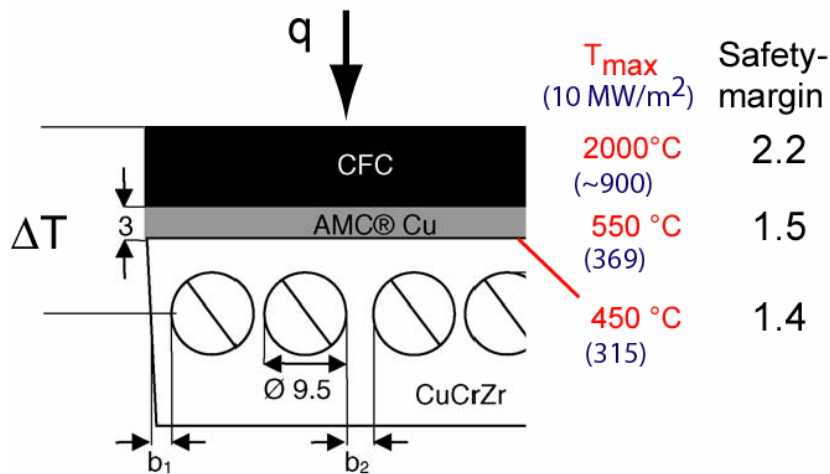 q
T max
(10 MW/m²)
Safety-
margin
CFC
2000°C
(~900)
2.2
ΔT
3
AMC® Cu
550 °C
(369)
1.5
450 °C
(315)
1.4
Ø 9.5
CuCrZr
b₁
b₂